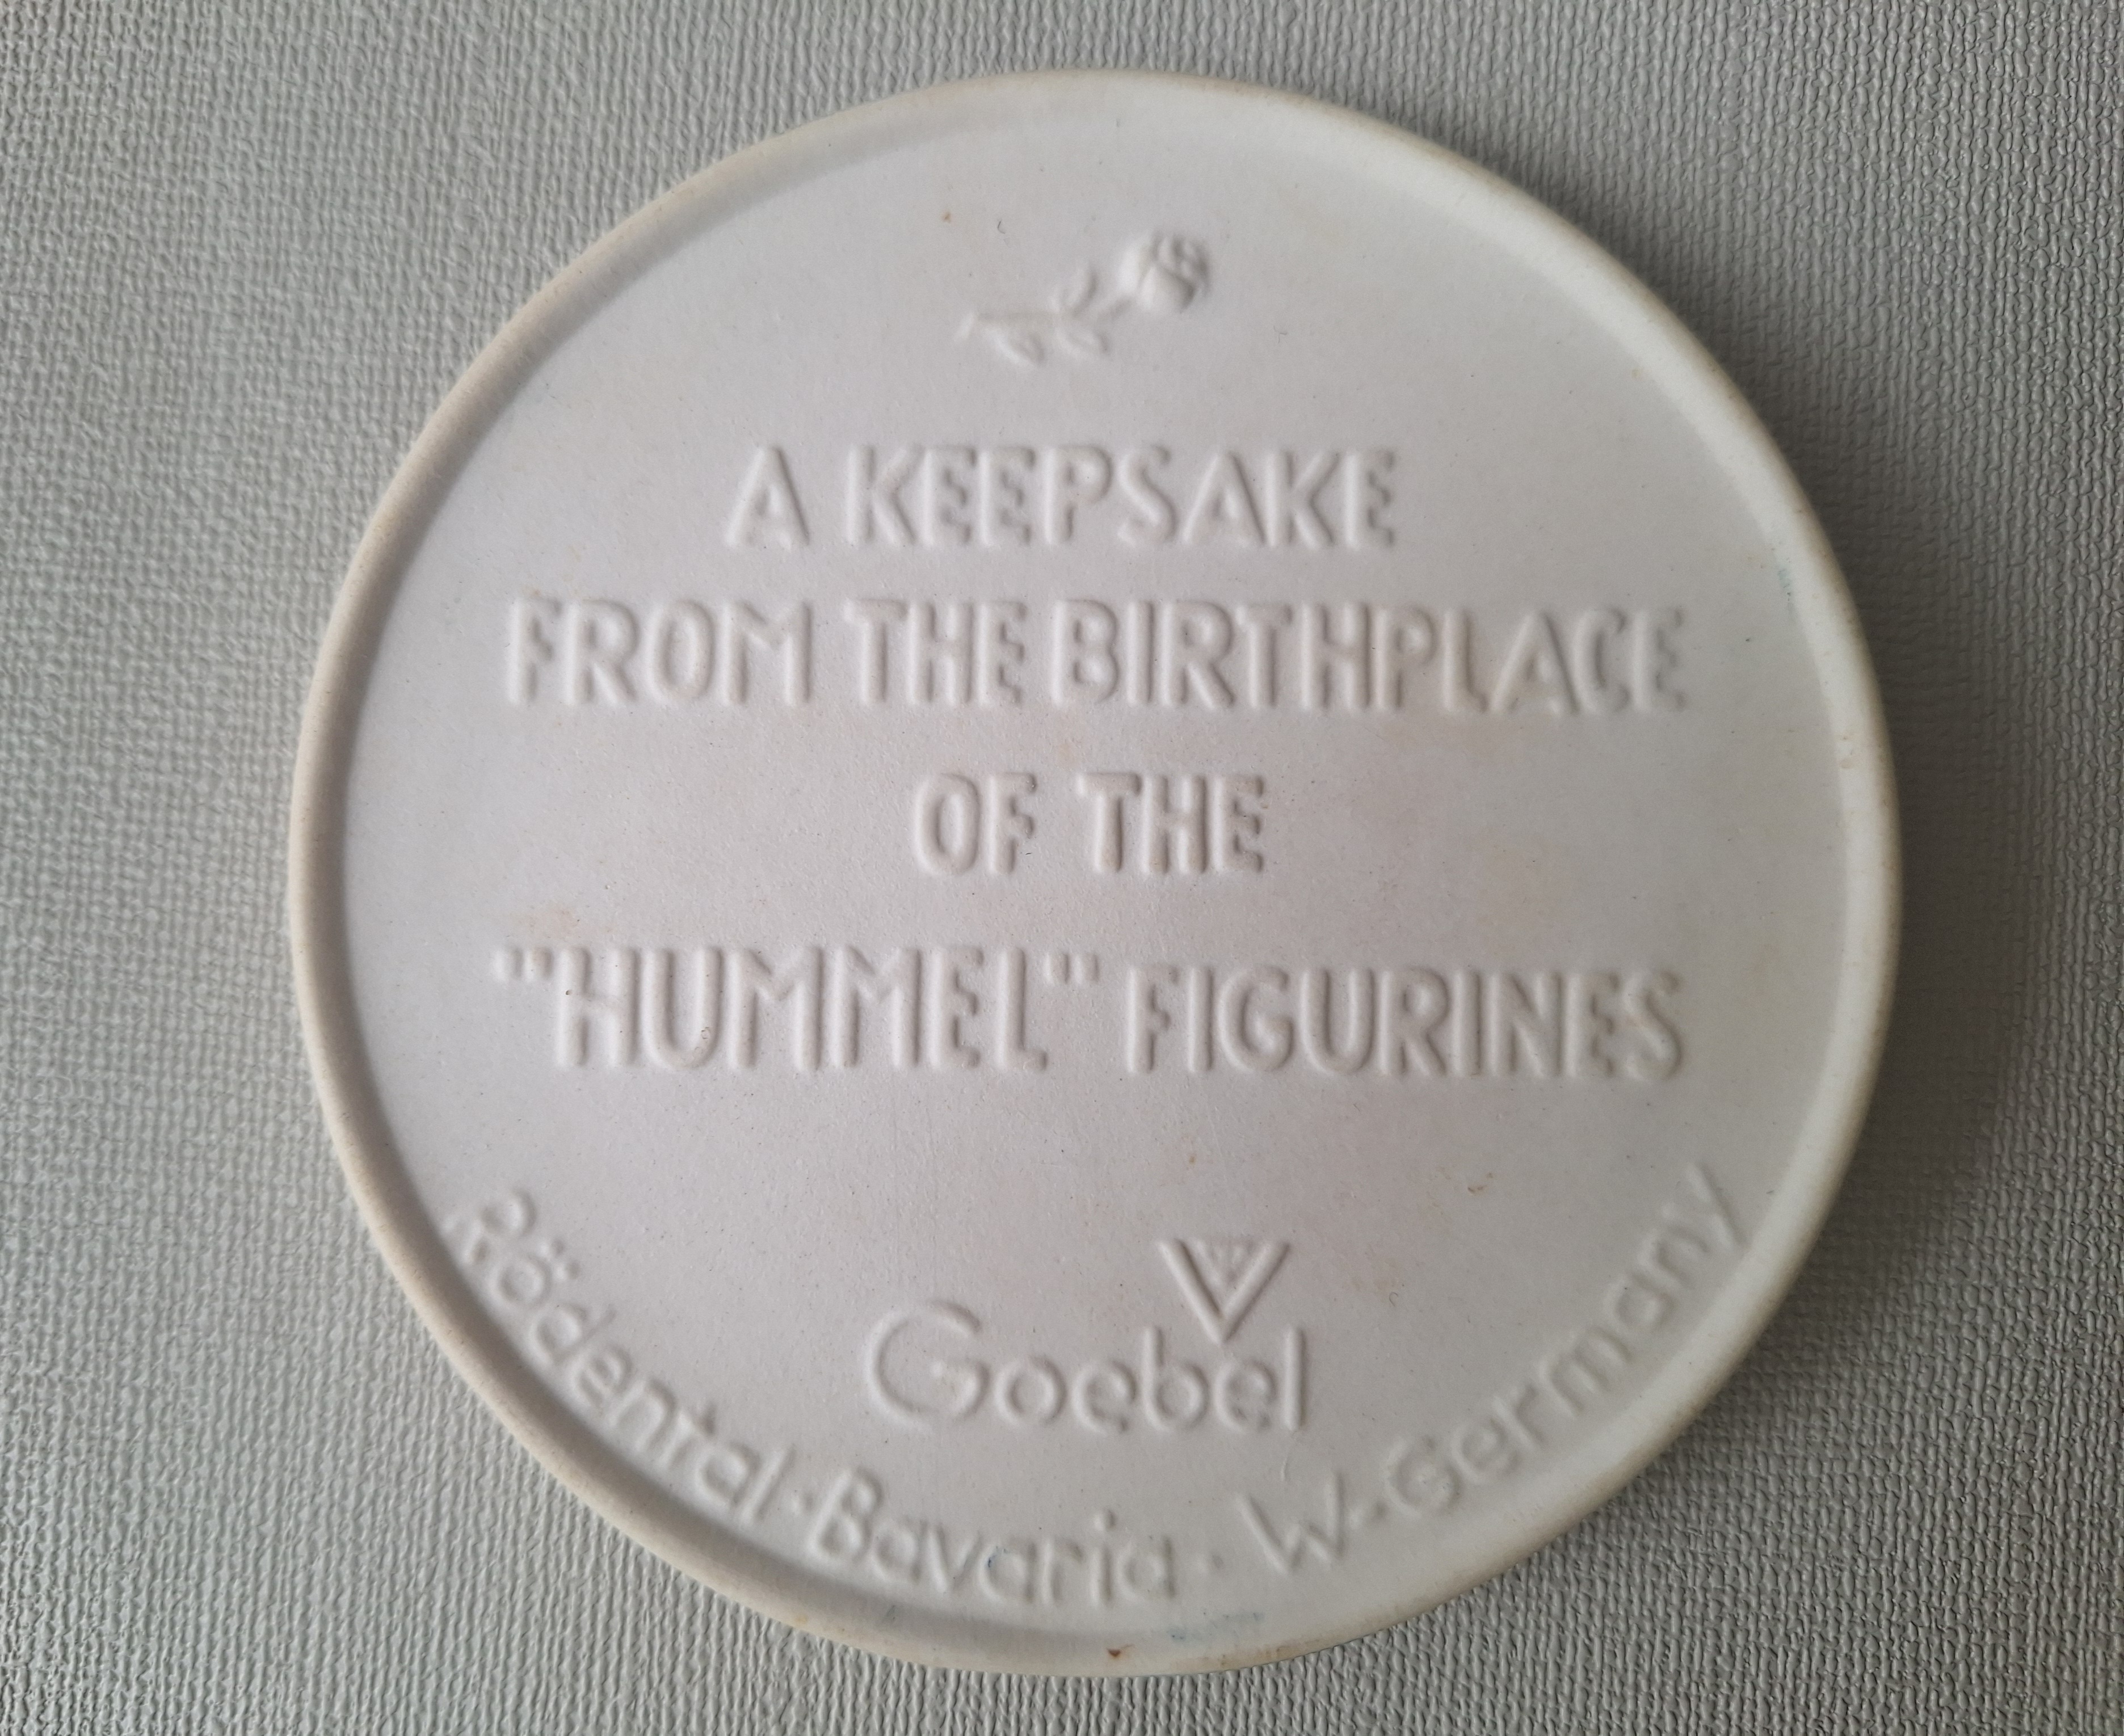 A KEEPSAKE
FROM THE BIRTHPLACE
OF THE
"HUMMEL" FIGURINES
Goebel
Rödental · Bavaria · W-Germany